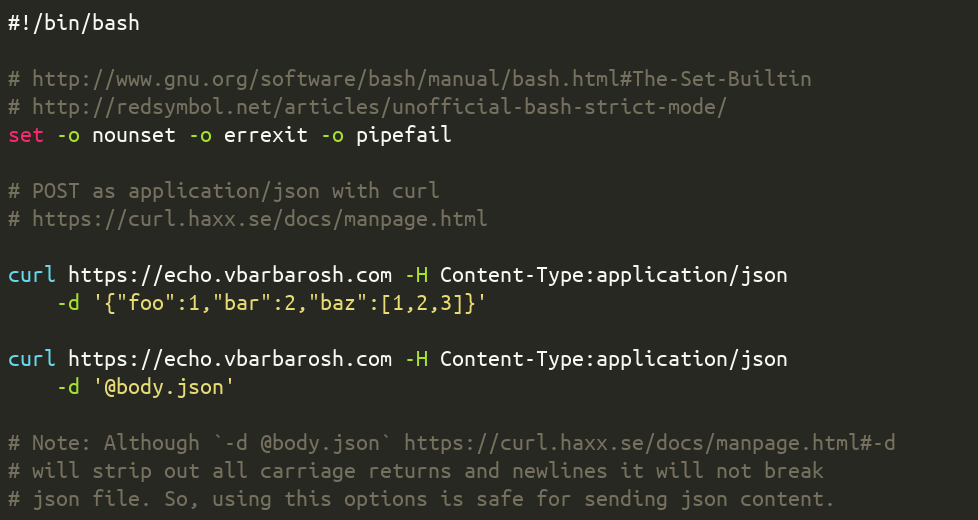 #!/bin/bash

# http://www.gnu.org/software/bash/manual/bash.html#The-Set-Builtin
# http://redsymbol.net/articles/unofficial-bash-strict-mode/
set -o nounset -o errexit -o pipefail

# POST as application/json with curl
# https://curl.haxx.se/docs/manpage.html

curl https://echo.vbarbarosh.com -H Content-Type:application/json
    -d '{"foo":1,"bar":2,"baz":[1,2,3]}'

curl https://echo.vbarbarosh.com -H Content-Type:application/json
    -d '@body.json'

# Note: Although `-d @body.json` https://curl.haxx.se/docs/manpage.html#-d
# will strip out all carriage returns and newlines it will not break
# json file. So, using this options is safe for sending json content.